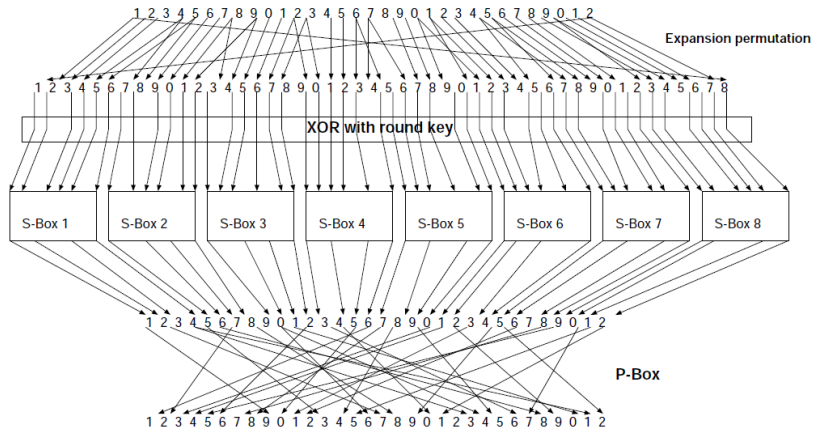 1 2 3 4 5 6 7 8 9 0 1 2 3 4 5 6 7 8 9 0 1 2 3 4 5 6 7 8 9 0 1 2
Expansion permutation
1 2 3 4 5 6 7 8 9 0 1 2 3 4 5 6 7 8 9 0 1 2 3 4 5 6 7 8 9 0 1 2 3 4 5 6 7 8 9 0 1 2 3 4 5 6 7 8
XOR with round key
S-Box 1 S-Box 2 S-Box 3 S-Box 4 S-Box 5 S-Box 6 S-Box 7 S-Box 8
1 2 3 4 5 6 7 8 9 0 1 2 3 4 5 6 7 8 9 0 1 2 3 4 5 6 7 8 9 0 1 2
P-Box
1 2 3 4 5 6 7 8 9 0 1 2 3 4 5 6 7 8 9 0 1 2 3 4 5 6 7 8 9 0 1 2